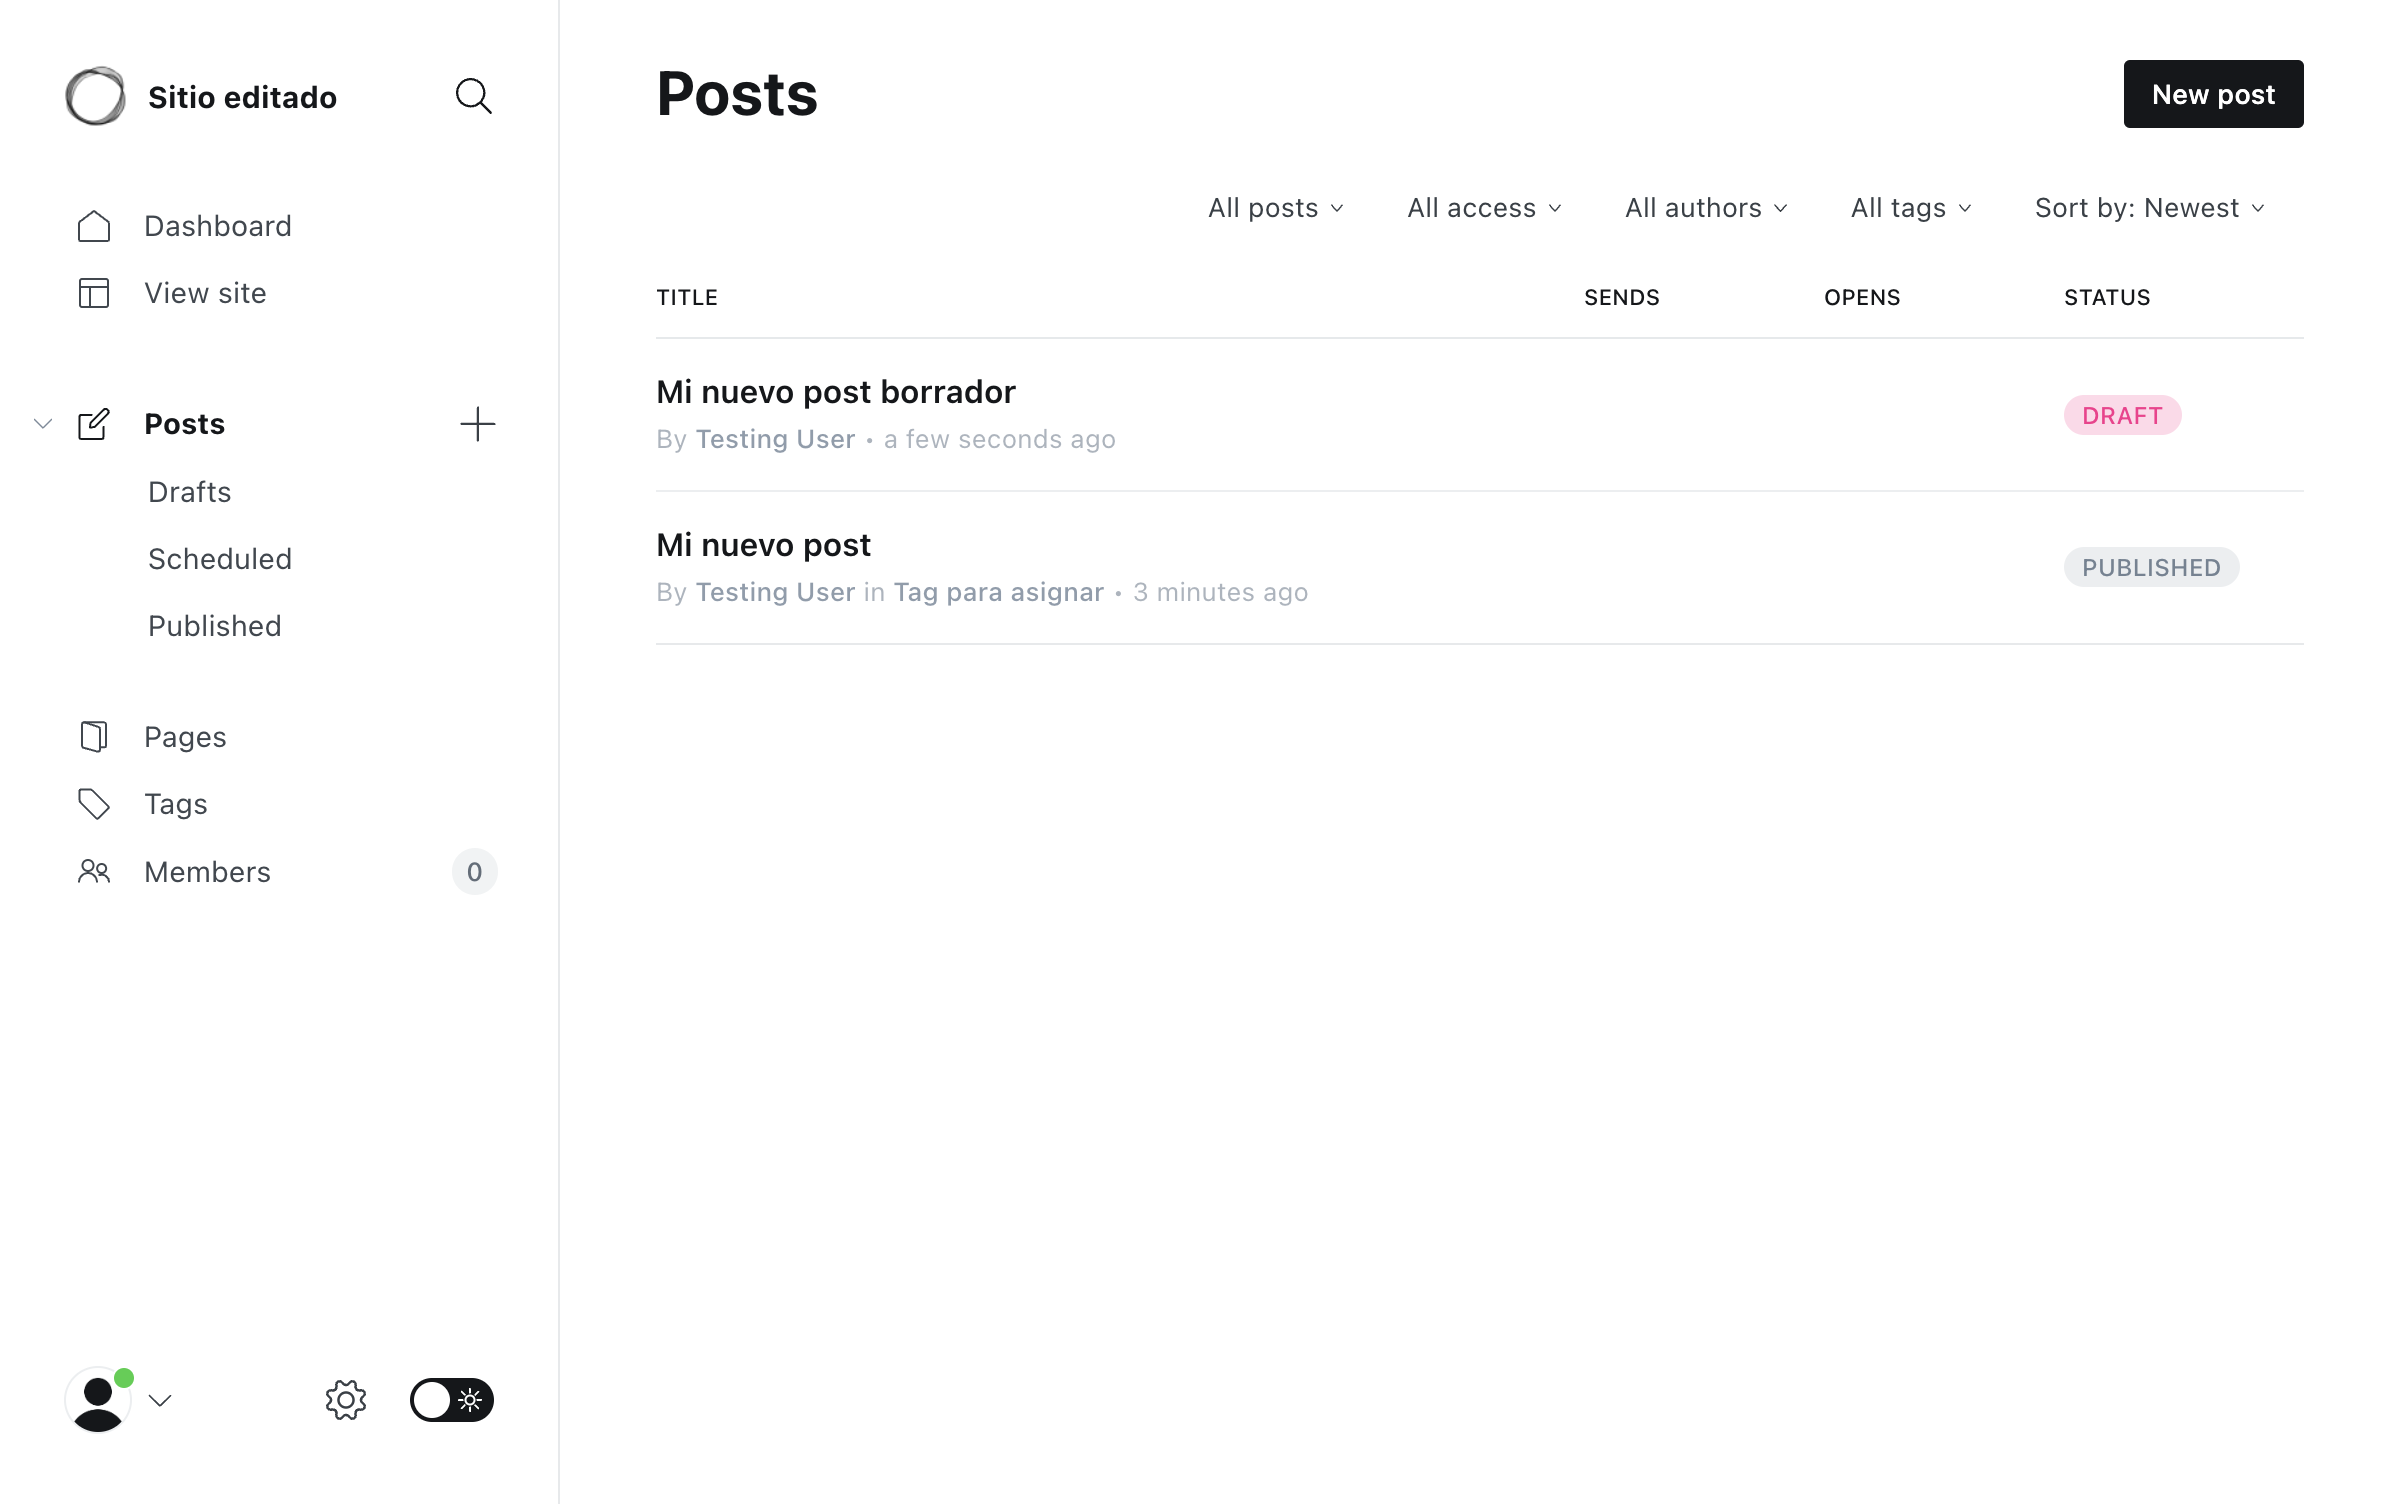 Sitio editado
Dashboard
View site
Posts
Drafts
Scheduled
Published
Pages
Tags
Members 0
Posts
New post
All posts All access All authors All tags Sort by: Newest
TITLE SENDS OPENS STATUS
Mi nuevo post borrador
By Testing User • a few seconds ago
DRAFT
Mi nuevo post
By Testing User in Tag para asignar • 3 minutes ago
PUBLISHED